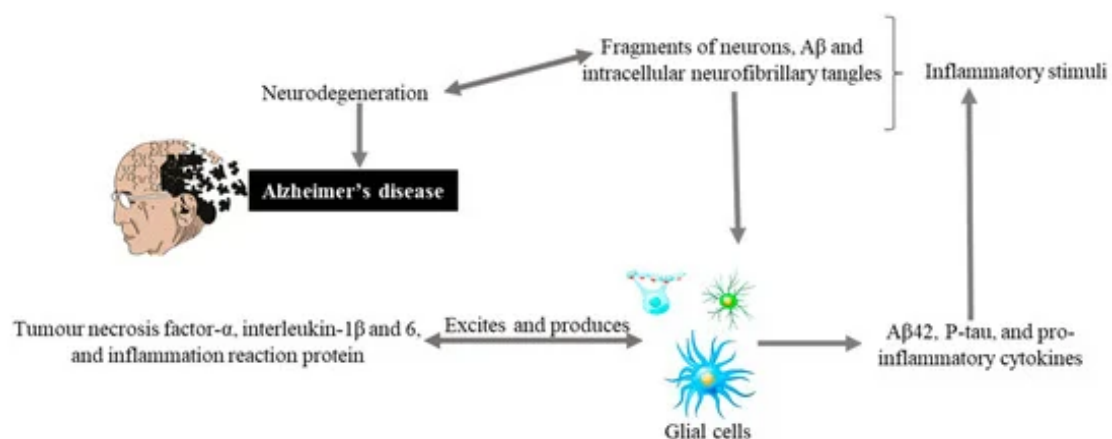 Fragments of neurons, Aβ and
intracellular neurofibrillary tangles
Inflammatory stimuli
Neurodegeneration
Alzheimer's disease
Tumour necrosis factor-α, interleukin-1β and 6,
and inflammation reaction protein
Excites and produces
Aβ42, P-tau, and pro-
inflammatory cytokines
Glial cells